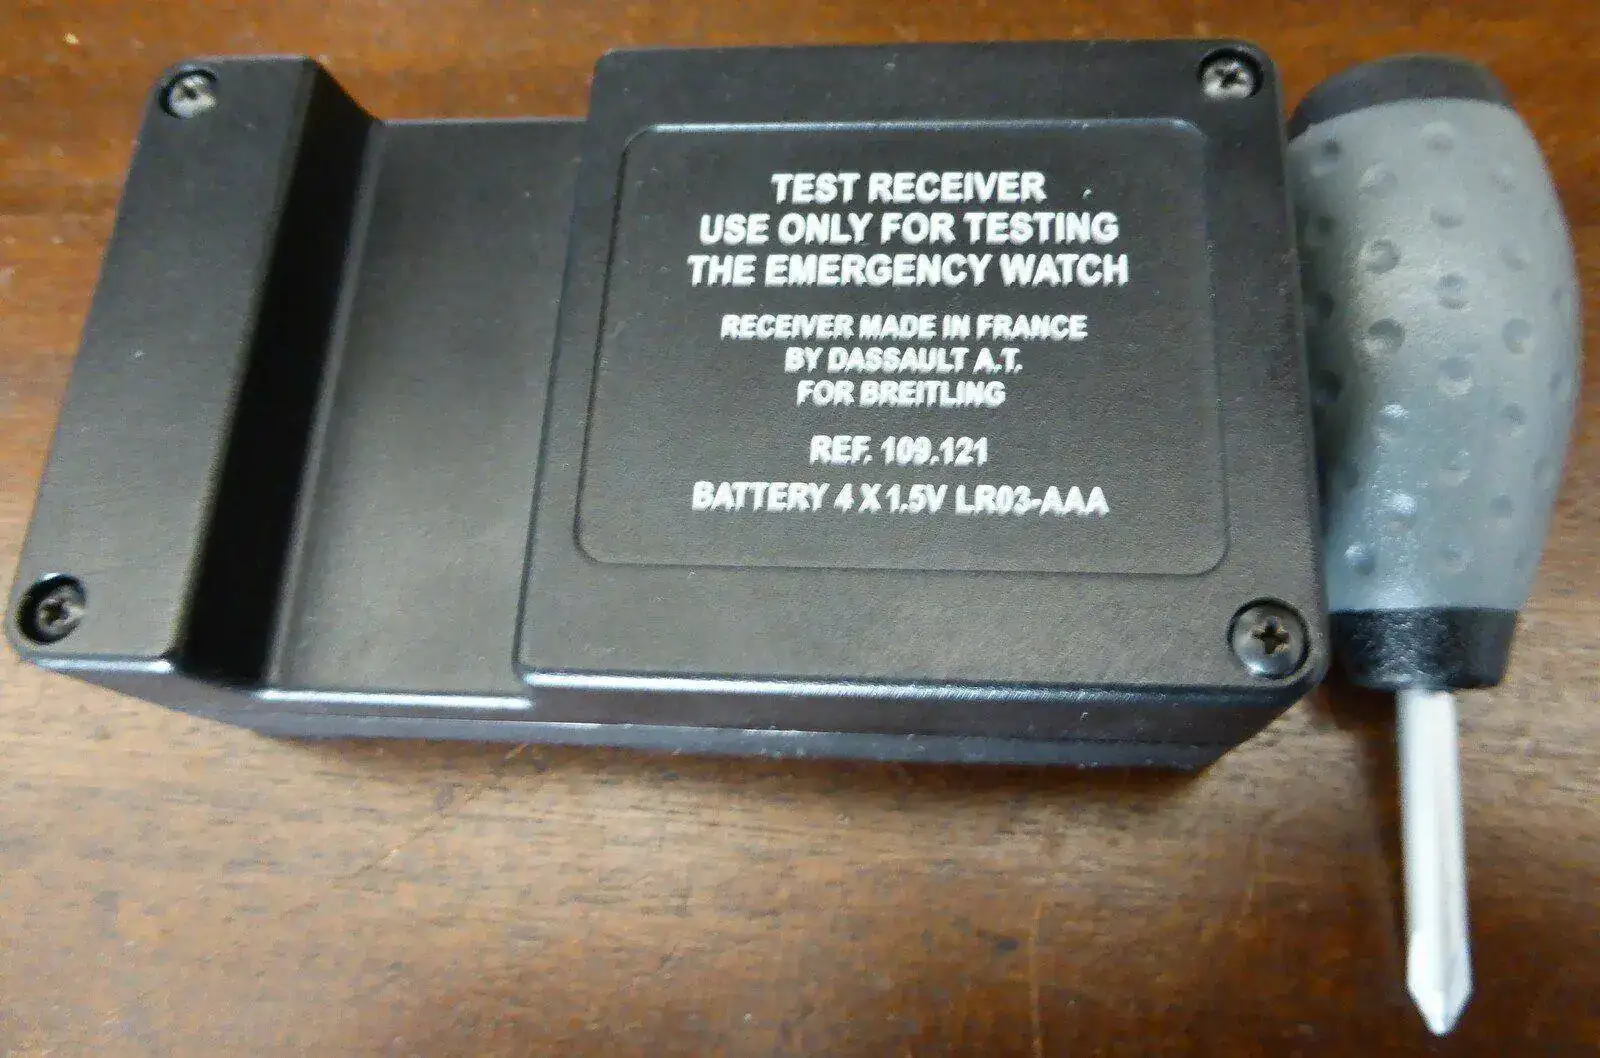 TEST RECEIVER
USE ONLY FOR TESTING
THE EMERGENCY WATCH
RECEIVER MADE IN FRANCE
BY DASSAULT A.T.
FOR BREITLING
REF. 109.121
BATTERY 4 X 1.5V LR03-AAA